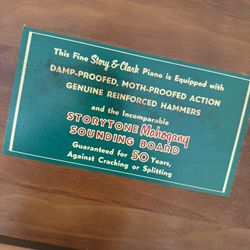 This Fine Story & Clark Piano is Equipped with
DAMP-PROOFED, MOTH-PROOFED ACTION
GENUINE REINFORCED HAMMERS
and the Incomparable
STORYTONE Mahogany
SOUNDING BOARD
Guaranteed for 50 Years,
Against Cracking or Splitting